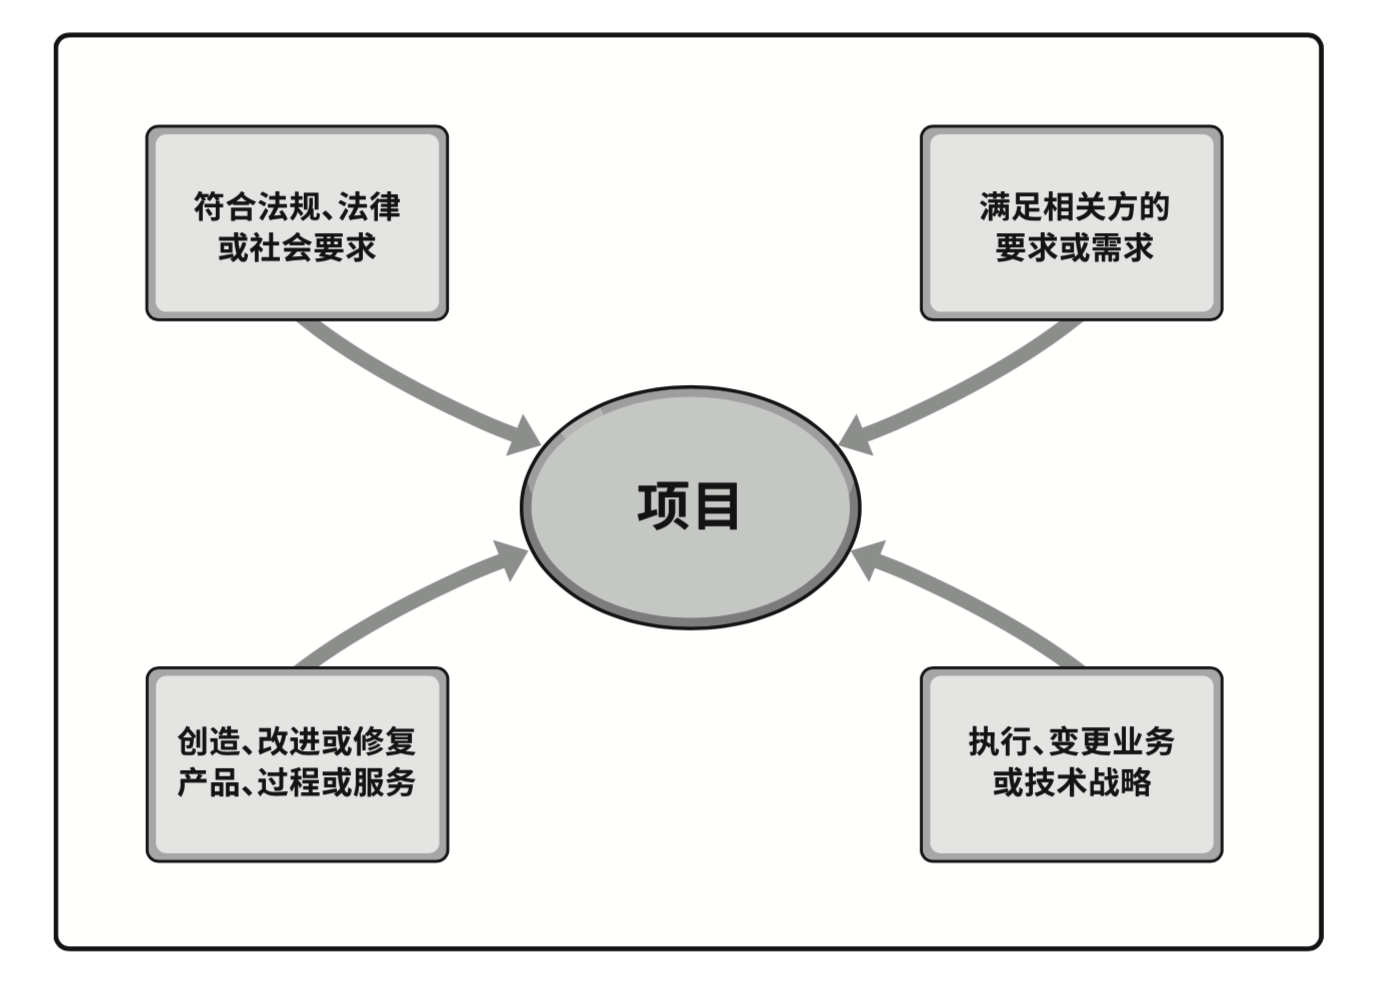 符合法规、法律
或社会要求
满足相关方的
要求或需求
项目
创造、改进或修复
产品、过程或服务
执行、变更业务
或技术战略